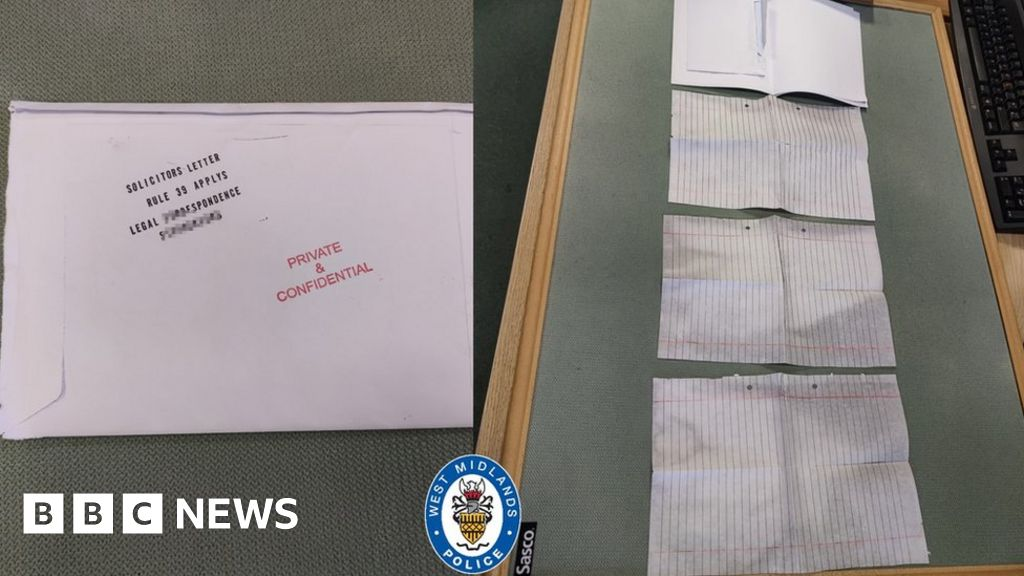 SOLICITORS LETTER
RULE 39 APPLYS
LEGAL
PRIVATE
&
CONFIDENTIAL
BBC NEWS
WEST MIDLANDS
POLICE
Sasco.